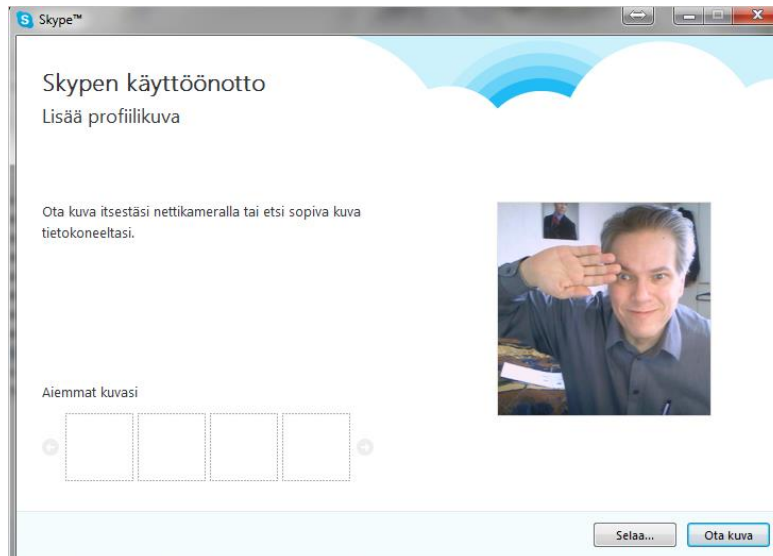 Skype™
Skypen käyttöönotto
Lisää profiilikuva
Ota kuva itsestäsi nettikameralla tai etsi sopiva kuva
tietokoneeltasi.
Aiemmat kuvasi
Selaa...
Ota kuva